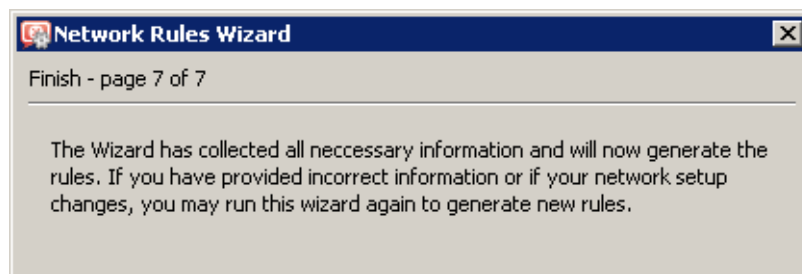 Network Rules Wizard
Finish - page 7 of 7
The Wizard has collected all neccessary information and will now generate the
rules. If you have provided incorrect information or if your network setup
changes, you may run this wizard again to generate new rules.